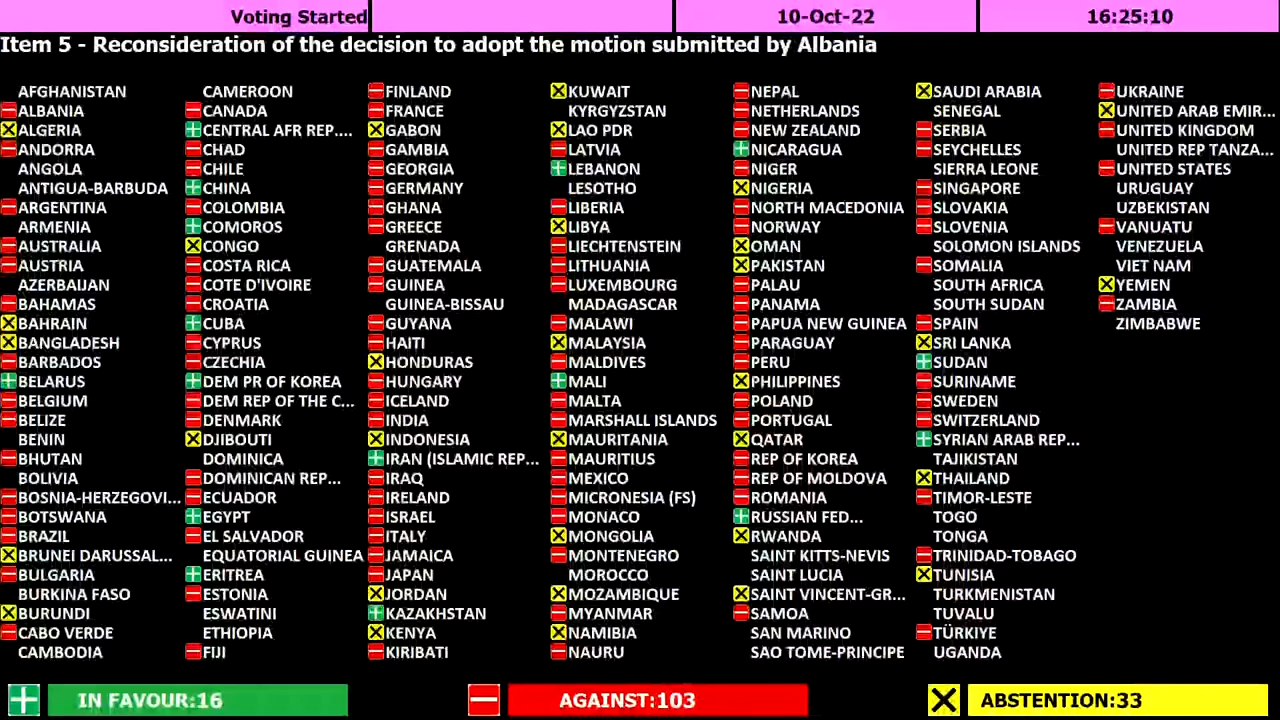 Voting Started 10-Oct-22 16:25:10
Item 5 - Reconsideration of the decision to adopt the motion submitted by Albania
AFGHANISTAN
ALBANIA
ALGERIA
ANDORRA
ANGOLA
ANTIGUA-BARBUDA
ARGENTINA
ARMENIA
AUSTRALIA
AUSTRIA
AZERBAIJAN
BAHAMAS
BAHRAIN
BANGLADESH
BARBADOS
BELARUS
BELGIUM
BELIZE
BENIN
BHUTAN
BOLIVIA
BOSNIA-HERZEGOVI...
BOTSWANA
BRAZIL
BRUNEI DARUSSAL...
BULGARIA
BURKINA FASO
BURUNDI
CABO VERDE
CAMBODIA
CAMEROON
CANADA
CENTRAL AFR REP....
CHAD
CHILE
CHINA
COLOMBIA
COMOROS
CONGO
COSTA RICA
COTE D'IVOIRE
CROATIA
CUBA
CYPRUS
CZECHIA
DEM PR OF KOREA
DEM REP OF THE C...
DENMARK
DJIBOUTI
DOMINICA
DOMINICAN REP...
ECUADOR
EGYPT
EL SALVADOR
EQUATORIAL GUINEA
ERITREA
ESTONIA
ESWATINI
ETHIOPIA
FIJI
FINLAND
FRANCE
GABON
GAMBIA
GEORGIA
GERMANY
GHANA
GREECE
GRENADA
GUATEMALA
GUINEA
GUINEA-BISSAU
GUYANA
HAITI
HONDURAS
HUNGARY
ICELAND
INDIA
INDONESIA
IRAN (ISLAMIC REP...
IRAQ
IRELAND
ISRAEL
ITALY
JAMAICA
JAPAN
JORDAN
KAZAKHSTAN
KENYA
KIRIBATI
KUWAIT
KYRGYZSTAN
LAO PDR
LATVIA
LEBANON
LESOTHO
LIBERIA
LIBYA
LIECHTENSTEIN
LITHUANIA
LUXEMBOURG
MADAGASCAR
MALAWI
MALAYSIA
MALDIVES
MALI
MALTA
MARSHALL ISLANDS
MAURITANIA
MAURITIUS
MEXICO
MICRONESIA (FS)
MONACO
MONGOLIA
MONTENEGRO
MOROCCO
MOZAMBIQUE
MYANMAR
NAMIBIA
NAURU
NEPAL
NETHERLANDS
NEW ZEALAND
NICARAGUA
NIGER
NIGERIA
NORTH MACEDONIA
NORWAY
OMAN
PAKISTAN
PALAU
PANAMA
PAPUA NEW GUINEA
PARAGUAY
PERU
PHILIPPINES
POLAND
PORTUGAL
QATAR
REP OF KOREA
REP OF MOLDOVA
ROMANIA
RUSSIAN FED...
RWANDA
SAINT KITTS-NEVIS
SAINT LUCIA
SAINT VINCENT-GR...
SAMOA
SAN MARINO
SAO TOME-PRINCIPE
SAUDI ARABIA
SENEGAL
SERBIA
SEYCHELLES
SIERRA LEONE
SINGAPORE
SLOVAKIA
SLOVENIA
SOLOMON ISLANDS
SOMALIA
SOUTH AFRICA
SOUTH SUDAN
SPAIN
SRI LANKA
SUDAN
SURINAME
SWEDEN
SWITZERLAND
SYRIAN ARAB REP...
TAJIKISTAN
THAILAND
TIMOR-LESTE
TOGO
TONGA
TRINIDAD-TOBAGO
TUNISIA
TURKMENISTAN
TUVALU
TÜRKIYE
UGANDA
UKRAINE
UNITED ARAB EMIR...
UNITED KINGDOM
UNITED REP TANZA...
UNITED STATES
URUGUAY
UZBEKISTAN
VANUATU
VENEZUELA
VIET NAM
YEMEN
ZAMBIA
ZIMBABWE
IN FAVOUR:16 AGAINST:103 ABSTENTION:33